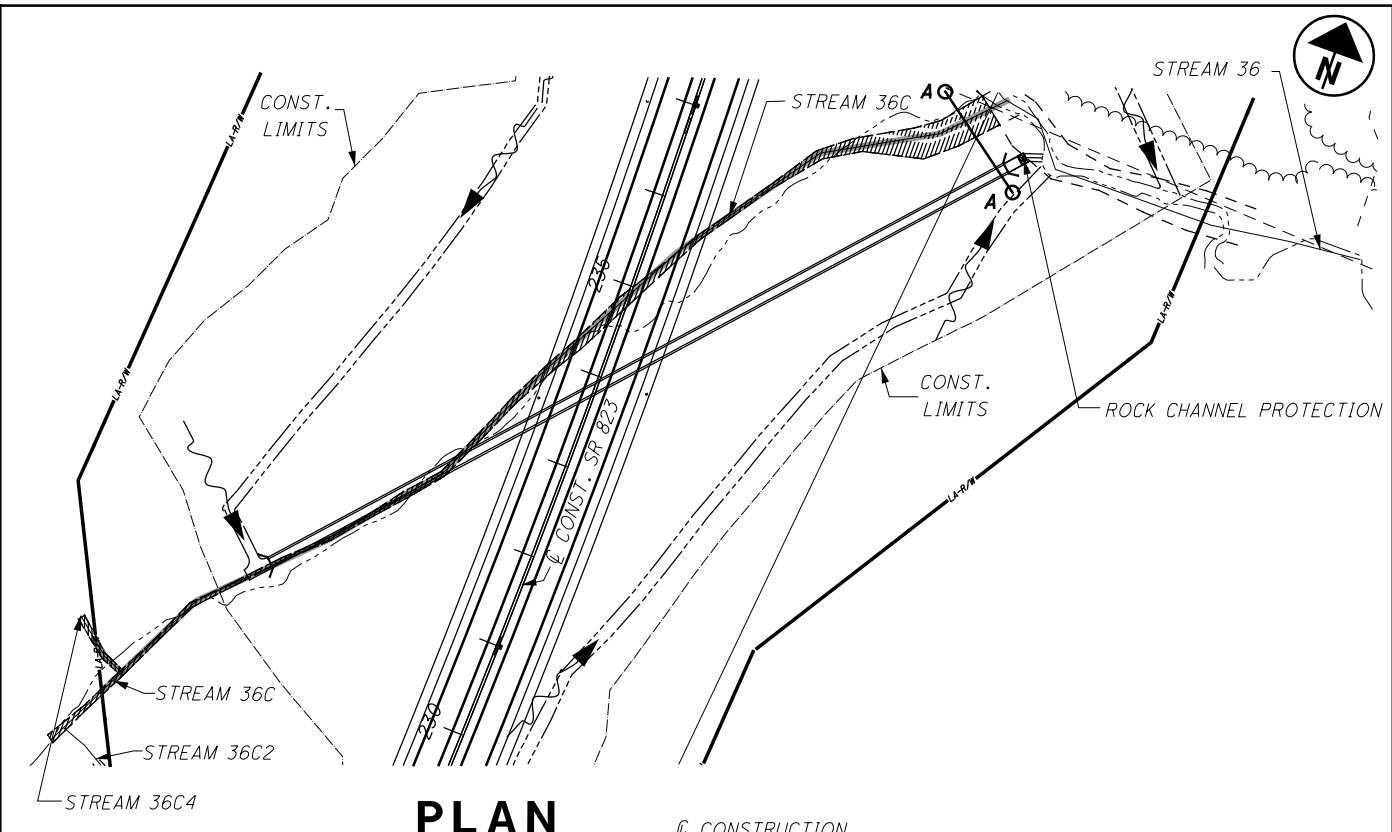 N
STREAM 36
CONST.
LIMITS
STREAM 36C
A
LA-R/W
A
235
LA-R/W
CONST.
LIMITS
ROCK CHANNEL PROTECTION
LA-R/W
LA-R/W
℄ CONST. SR 823
LA-R/W
STREAM 36C
230
STREAM 36C2
STREAM 36C4
PLAN
℄ CONSTRUCTION